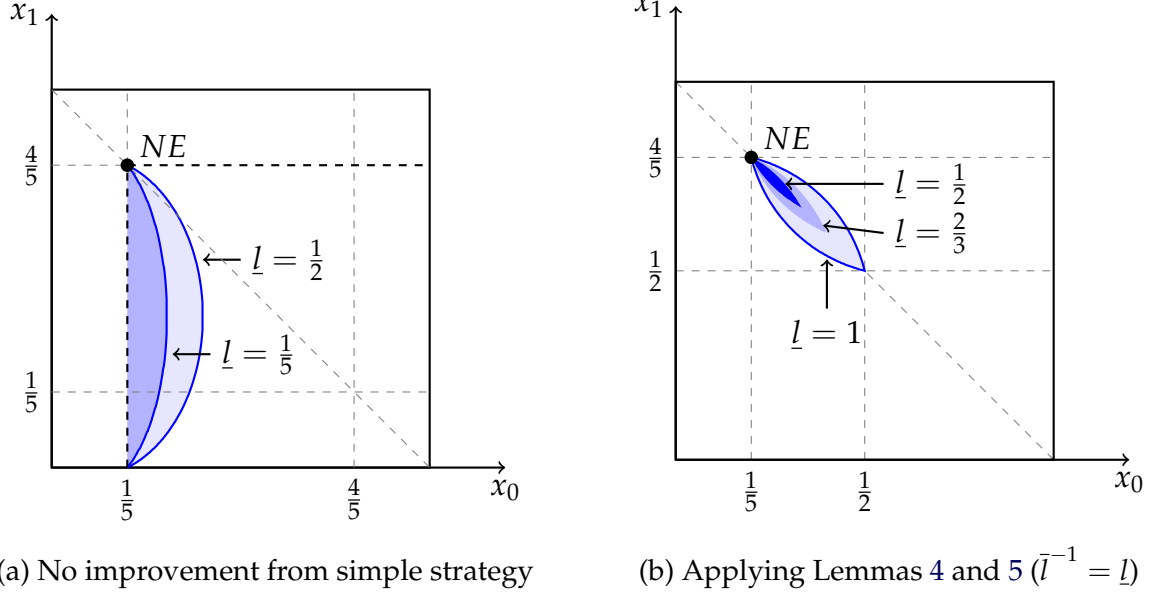 x₁
NE
4/5
l = 1/2
l = 1/5
1/5
1/5
4/5
x₀
(a) No improvement from simple strategy
x₁
NE
4/5
l = 1/2
l = 2/3
1/2
l = 1
1/5
1/2
x₀
(b) Applying Lemmas 4 and 5 (l̄⁻¹ = l̲)